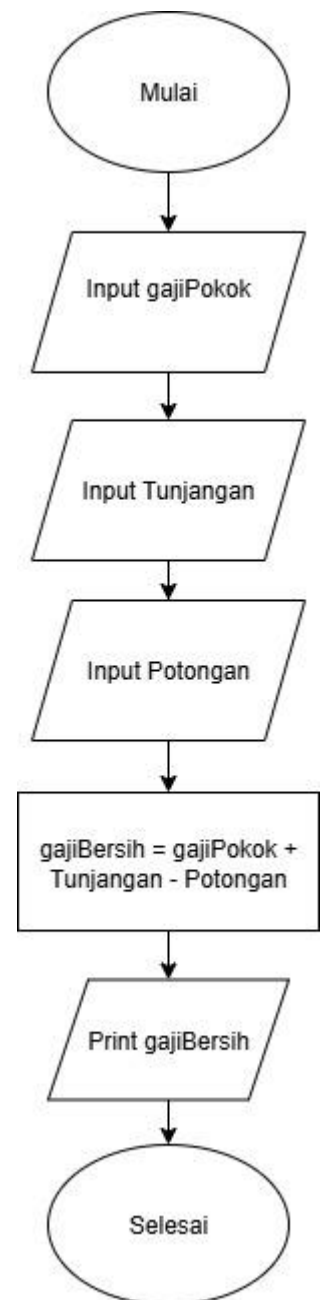 Mulai
Input gajiPokok
Input Tunjangan
Input Potongan
gajiBersih = gajiPokok +
Tunjangan - Potongan
Print gajiBersih
Selesai